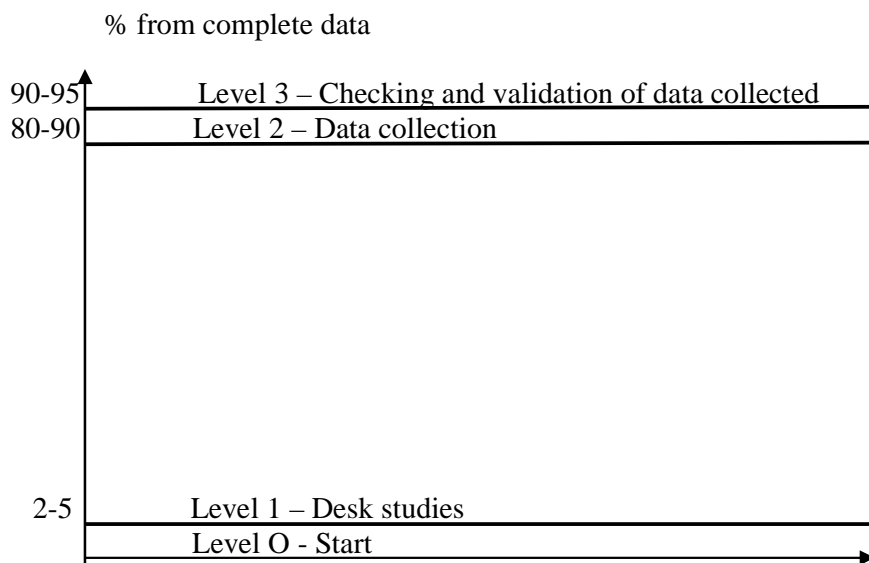 % from complete data
90-95 Level 3 – Checking and validation of data collected
80-90 Level 2 – Data collection
2-5 Level 1 – Desk studies
Level O - Start